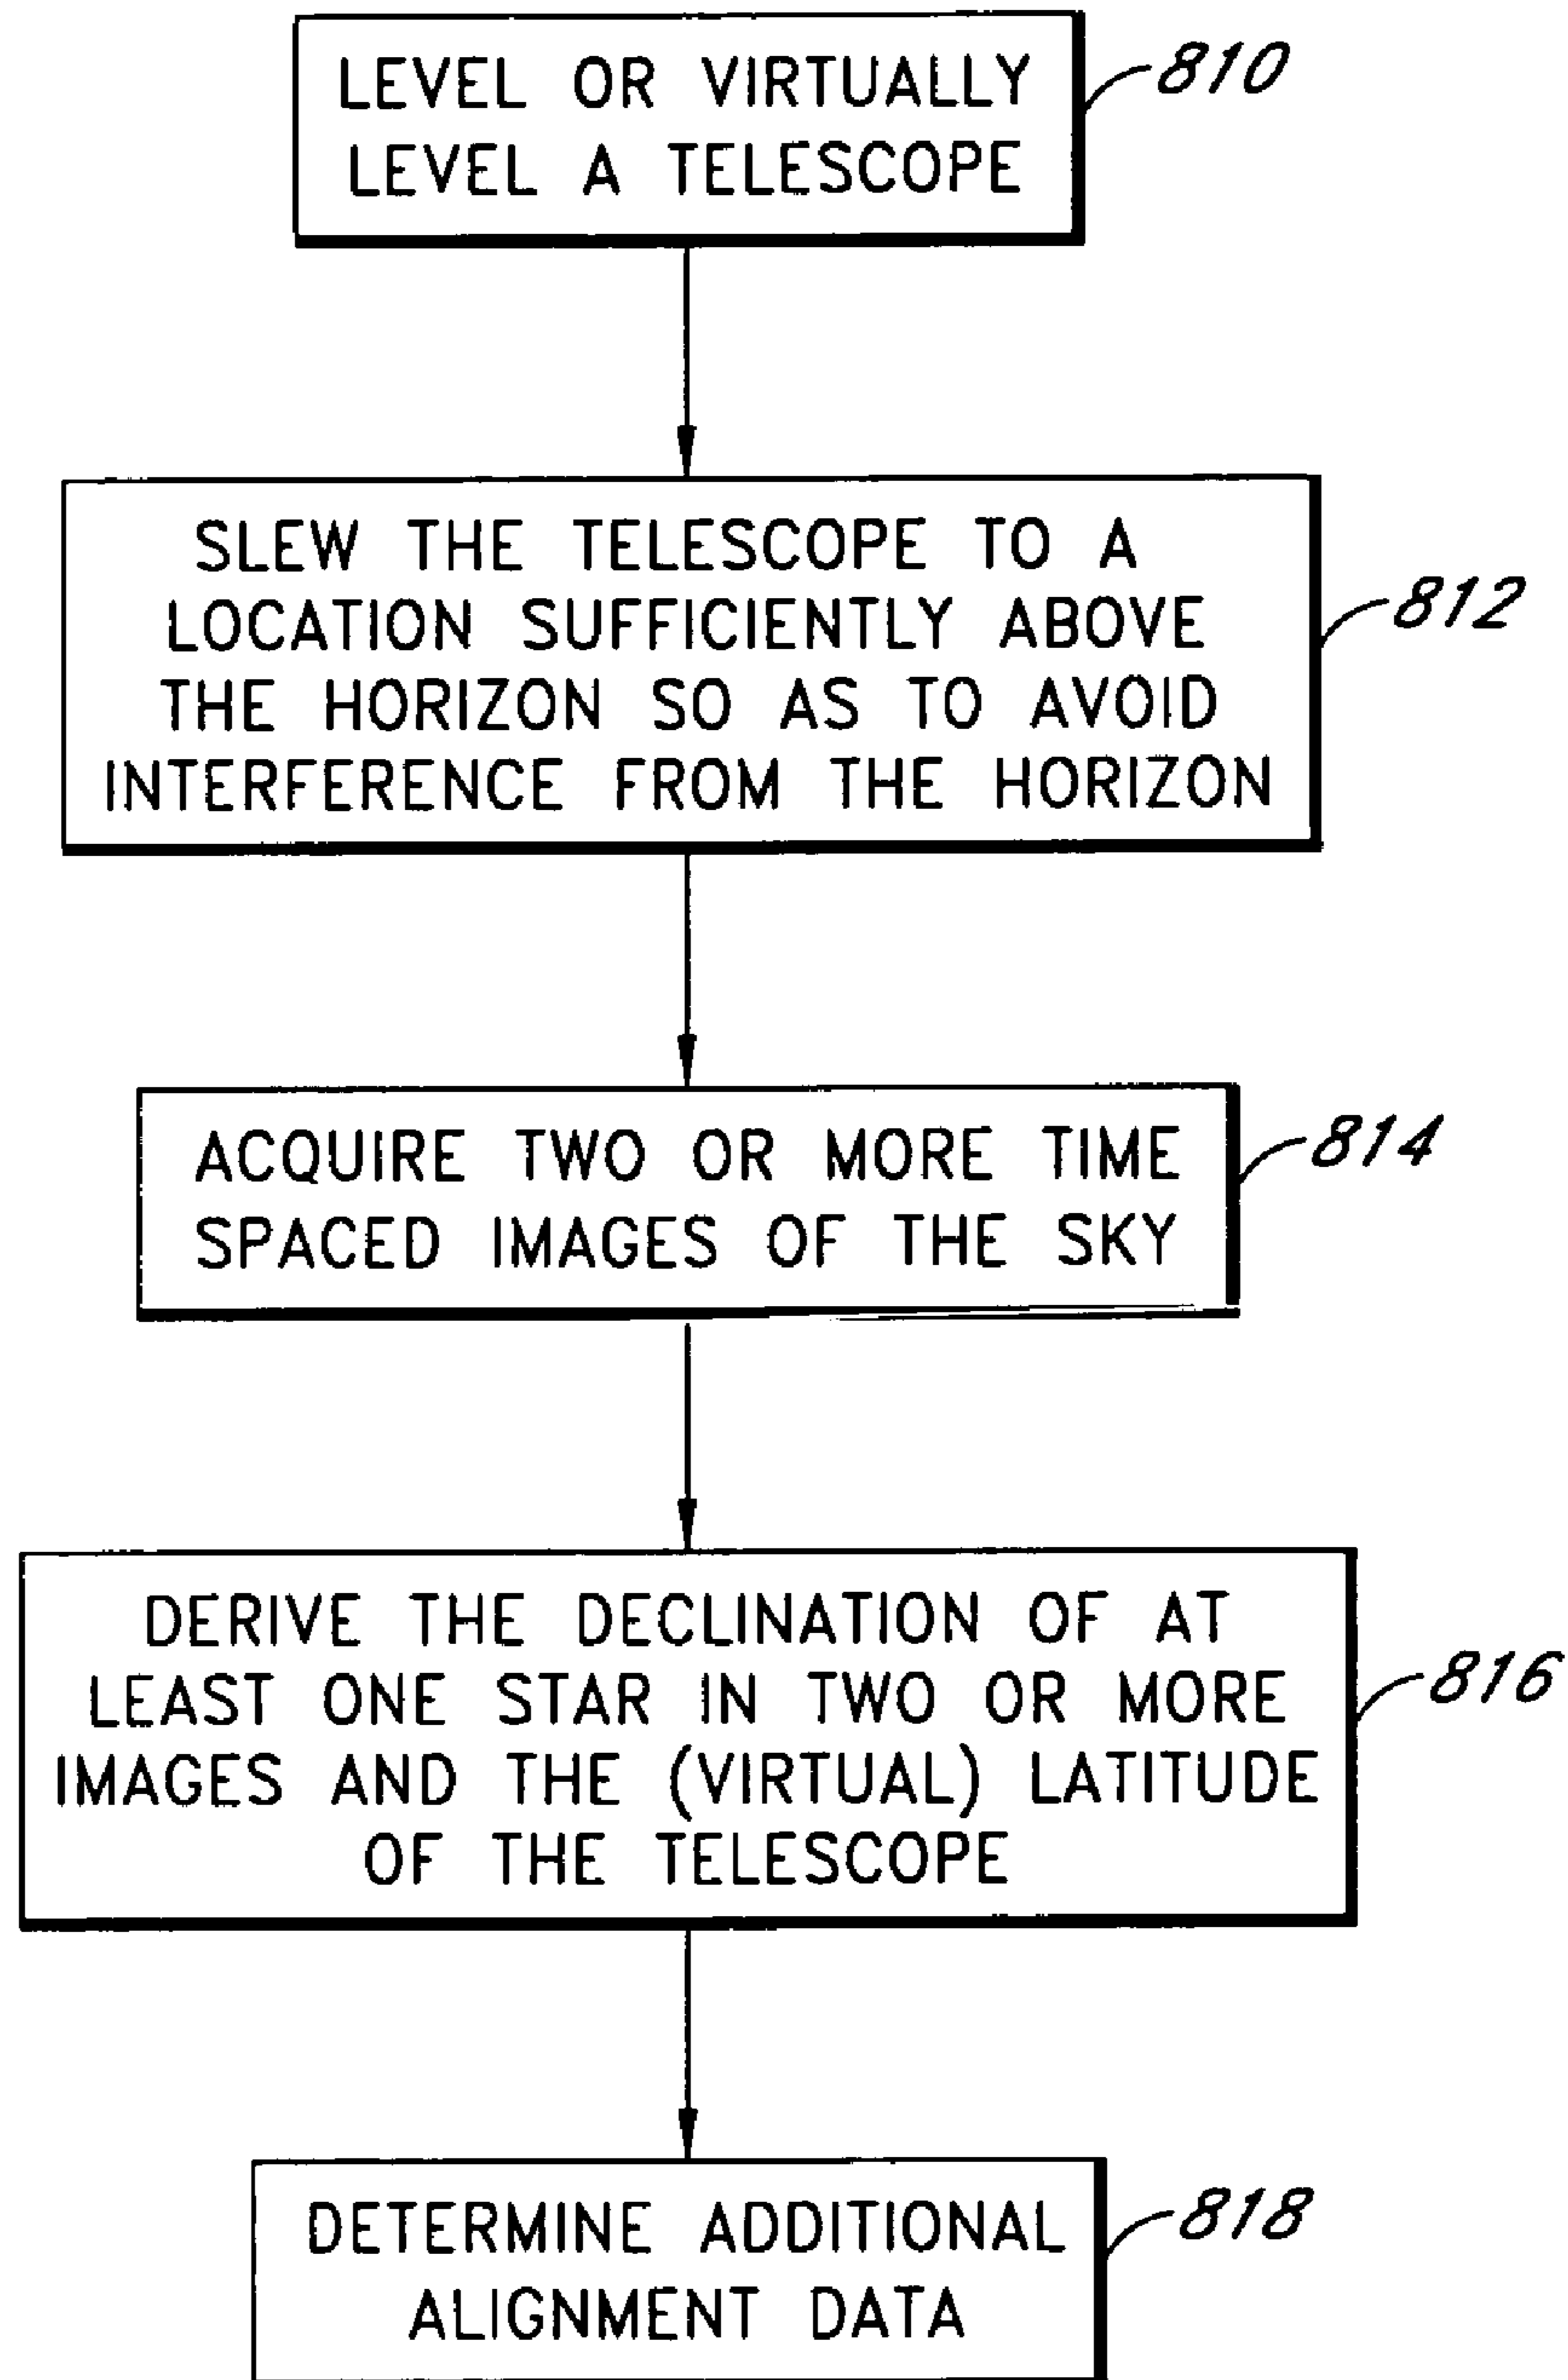 LEVEL OR VIRTUALLY
LEVEL A TELESCOPE
810
SLEW THE TELESCOPE TO A
LOCATION SUFFICIENTLY ABOVE
THE HORIZON SO AS TO AVOID
INTERFERENCE FROM THE HORIZON
812
ACQUIRE TWO OR MORE TIME
SPACED IMAGES OF THE SKY
814
DERIVE THE DECLINATION OF AT
LEAST ONE STAR IN TWO OR MORE
IMAGES AND THE (VIRTUAL) LATITUDE
OF THE TELESCOPE
816
DETERMINE ADDITIONAL
ALIGNMENT DATA
818